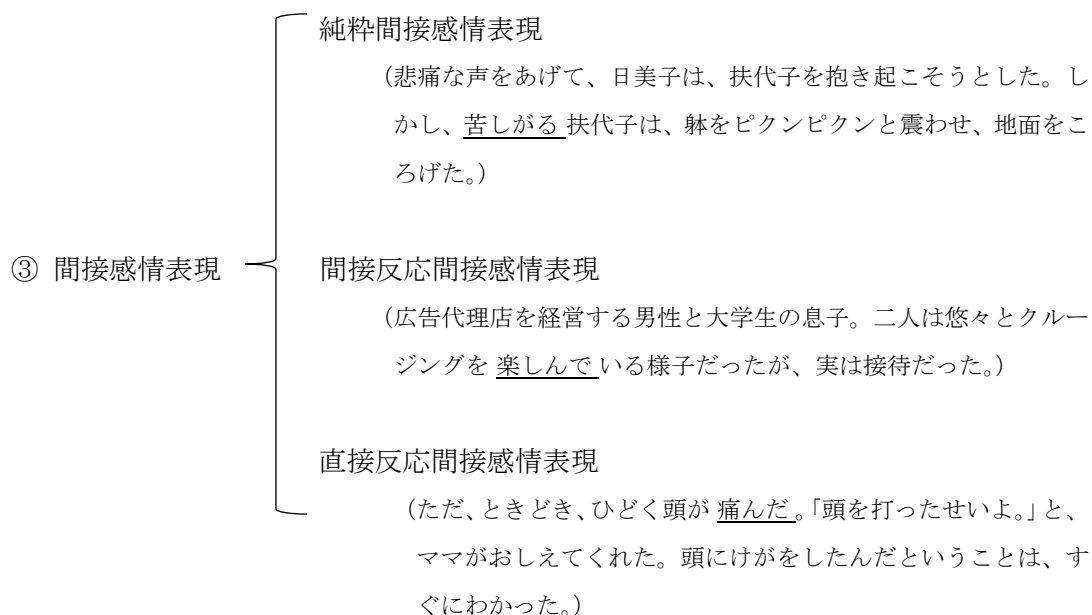 純粋間接感情表現
(悲痛な声をあげて、日美子は、扶代子を抱き起こそうとした。し
かし、苦しがる 扶代子は、躰をピクンピクンと震わせ、地面をこ
ろげた。)
③ 間接感情表現
間接反応間接感情表現
(広告代理店を経営する男性と大学生の息子。二人は悠々とクルー
ジングを 楽しんで いる様子だったが、実は接待だった。)
直接反応間接感情表現
(ただ、ときどき、ひどく頭が 痛んだ 。「頭を打ったせいよ。」と、
ママがおしえてくれた。頭にけがをしたんだということは、す
ぐにわかった。)